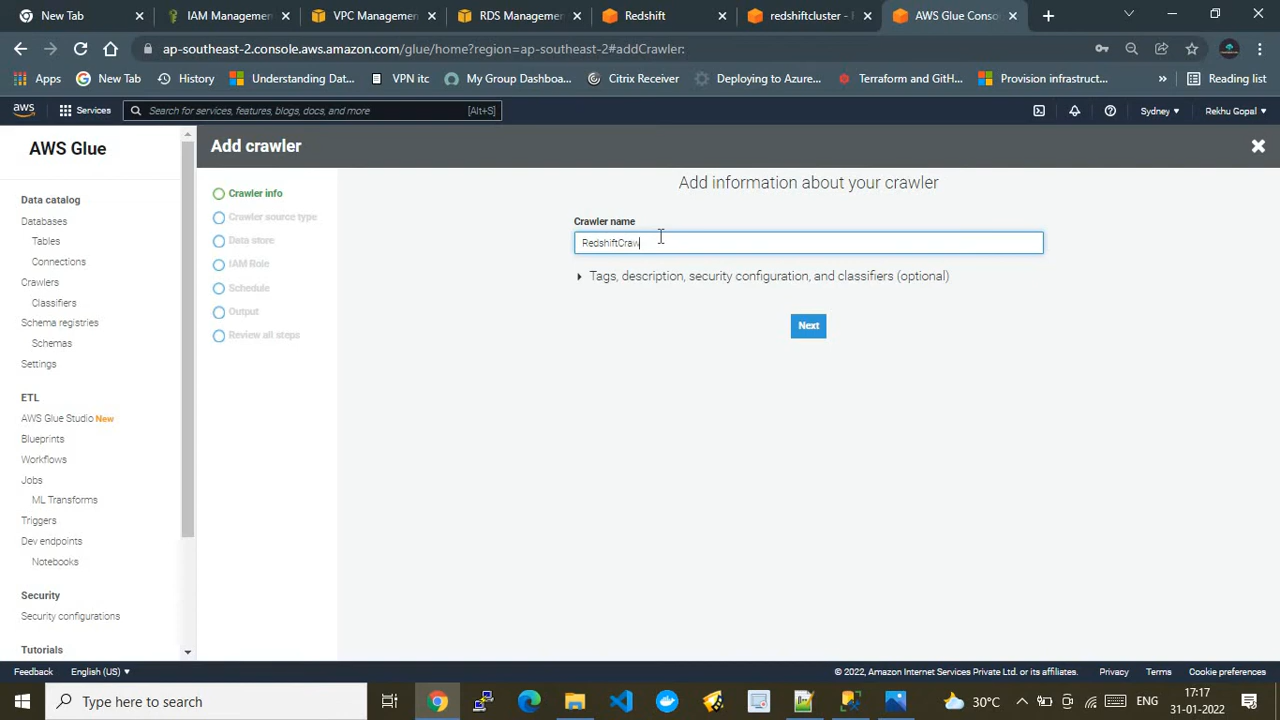 New Tab
IAM Managemen
VPC Managemen
RDS Managemen
Redshift
redshiftcluster -
AWS Glue Conso
ap-southeast-2.console.aws.amazon.com/glue/home?region=ap-southeast-2#addCrawler:
Apps
New Tab
History
Understanding Dat...
VPN itc
My Group Dashboa...
Citrix Receiver
Deploying to Azure...
Terraform and GitH...
Provision infrastruct...
»
Reading list
aws
Services
Search for services, features, blogs, docs, and more
[Alt+S]
Sydney
Rekhu Gopal
AWS Glue
Data catalog
Databases
Tables
Connections
Crawlers
Classifiers
Schema registries
Schemas
Settings
ETL
AWS Glue Studio New
Blueprints
Workflows
Jobs
ML Transforms
Triggers
Dev endpoints
Notebooks
Security
Security configurations
Tutorials
Add crawler
Crawler info
Crawler source type
Data store
IAM Role
Schedule
Output
Review all steps
Add information about your crawler
Crawler name
RedshiftCraw
Tags, description, security configuration, and classifiers (optional)
Next
Feedback
English (US)
© 2022, Amazon Internet Services Private Ltd. or its affiliates.
Privacy
Terms
Cookie preferences
Type here to search
30°C
ENG
17:17
31-01-2022